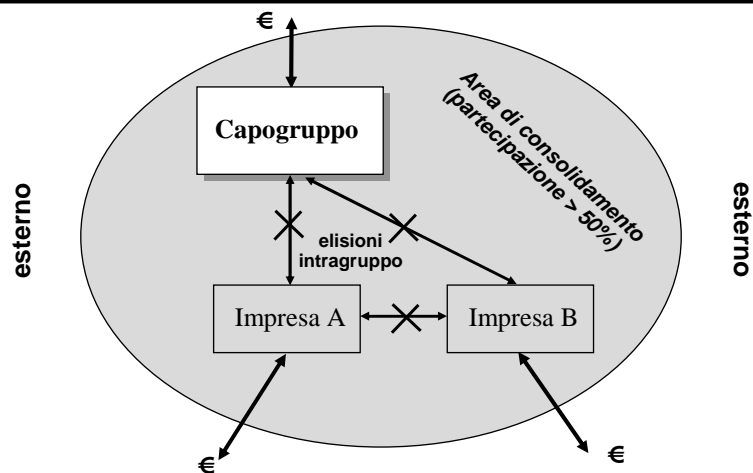 €
Capogruppo
Area di consolidamento
(partecipazione > 50%)
esterno
esterno
elisioni
intragruppo
Impresa A
Impresa B
€
€